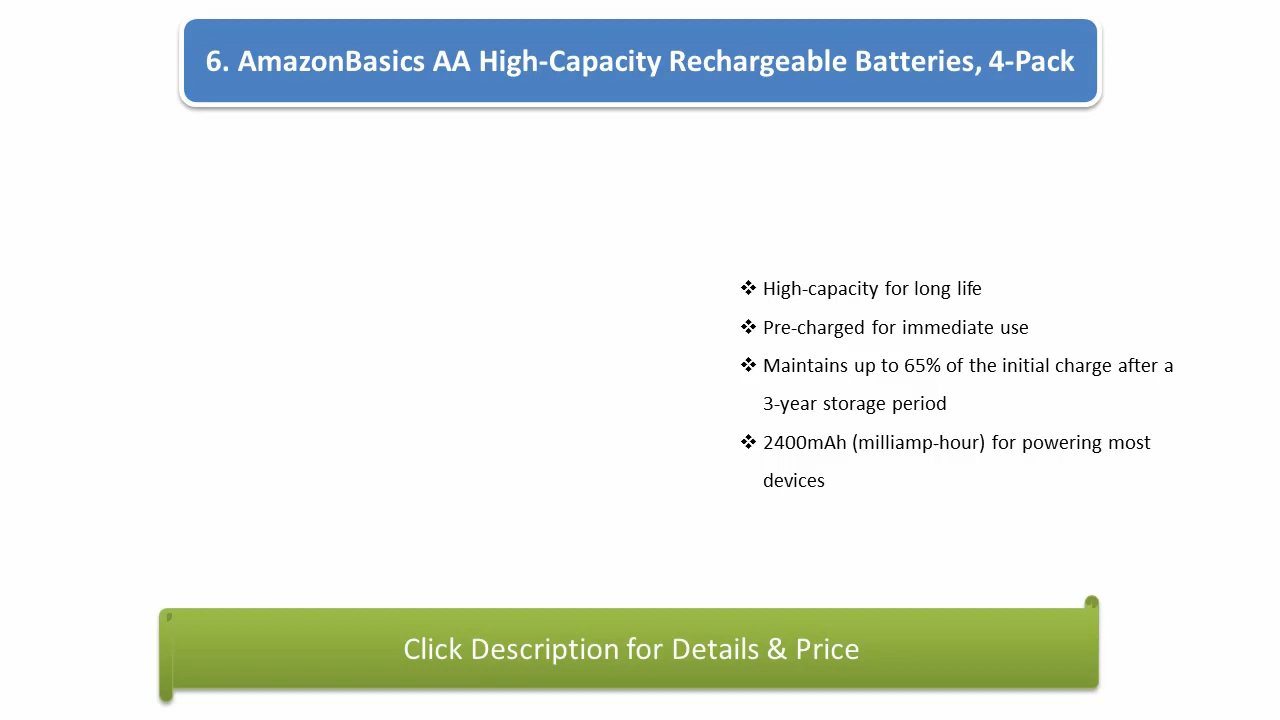 6. AmazonBasics AA High-Capacity Rechargeable Batteries, 4-Pack
❖ High-capacity for long life
❖ Pre-charged for immediate use
❖ Maintains up to 65% of the initial charge after a
3-year storage period
❖ 2400mAh (milliamp-hour) for powering most
devices
Click Description for Details & Price